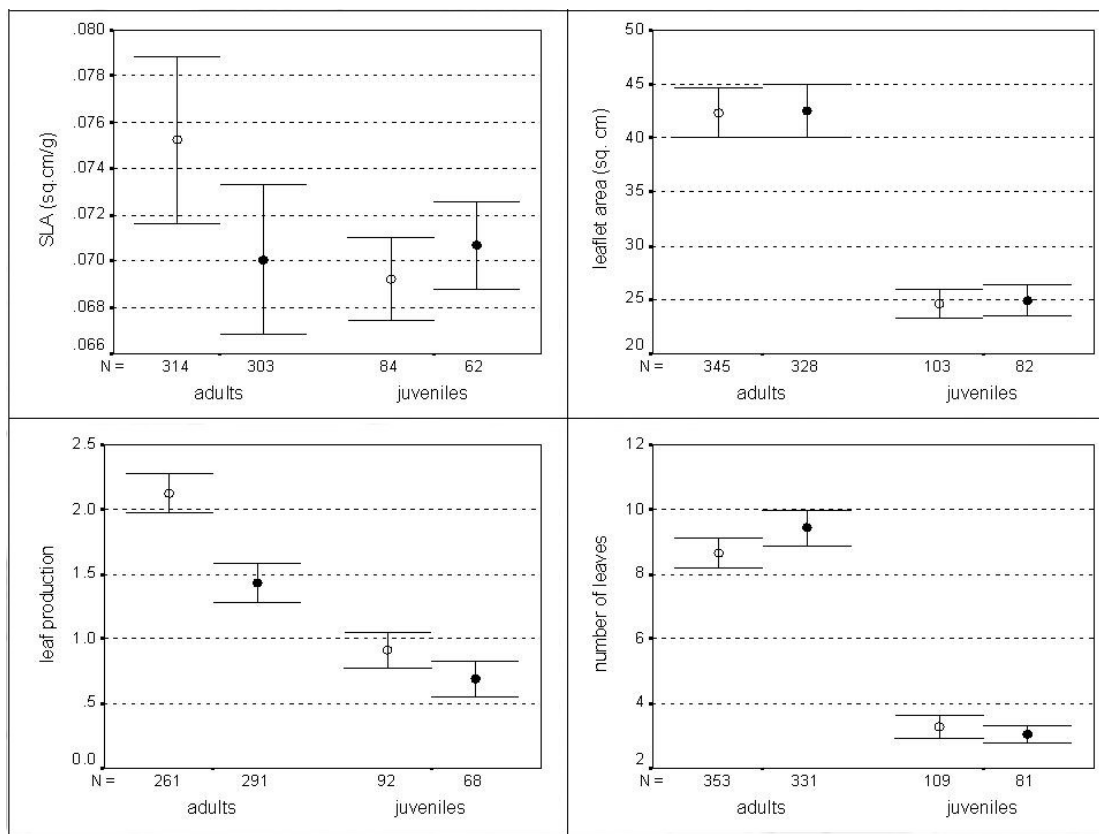 SLA (sq.cm/g)
.080
.078
.076
.074
.072
.070
.068
.066
N = 314 303 84 62
adults juveniles
leaflet area (sq. cm)
50
45
40
35
30
25
20
N = 345 328 103 82
adults juveniles
leaf production
2.5
2.0
1.5
1.0
.5
0.0
N = 261 291 92 68
adults juveniles
number of leaves
12
10
8
6
4
2
N = 353 331 109 81
adults juveniles